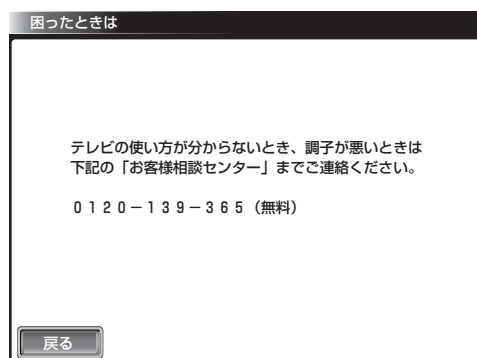 困ったときは
テレビの使い方が分からないとき、調子が悪いときは
下記の「お客様相談センター」までご連絡ください。
０１２０－１３９－３６５（無料）
戻る